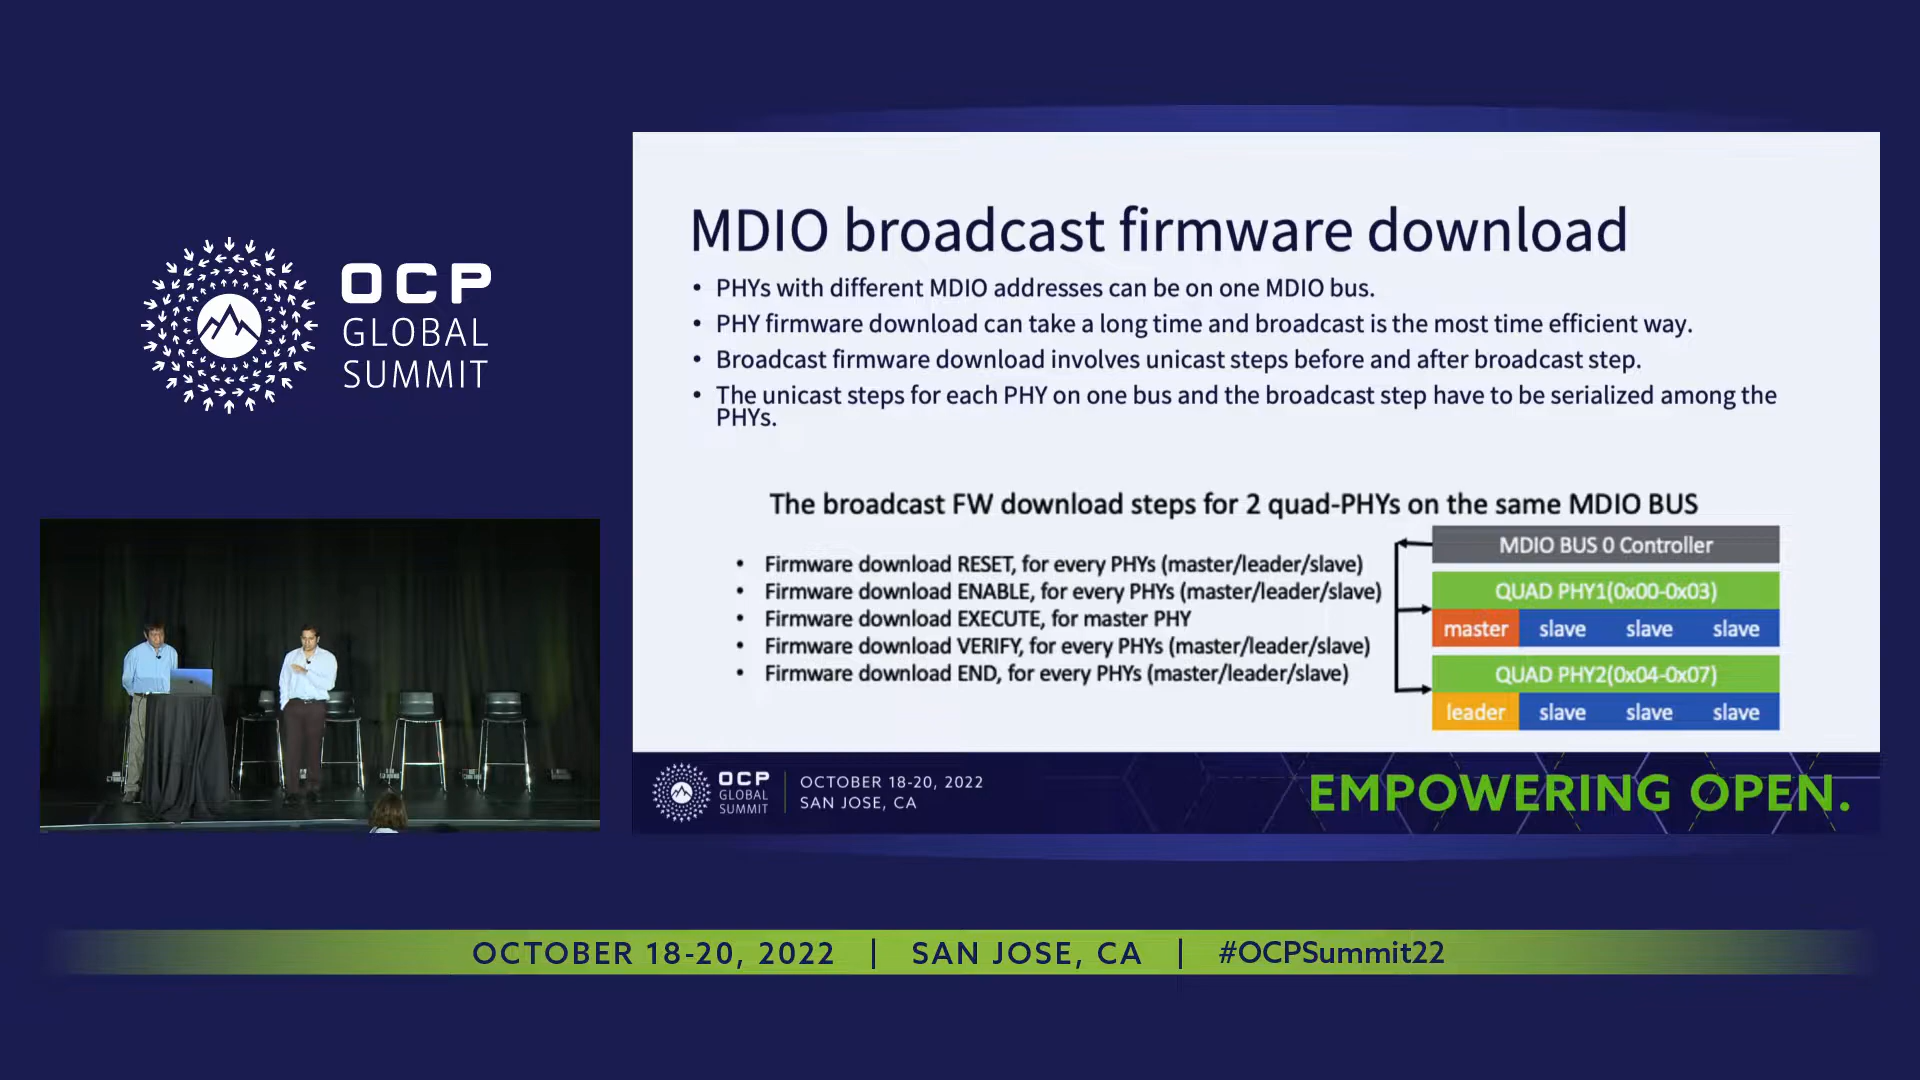 OCP
GLOBAL
SUMMIT
MDIO broadcast firmware download
• PHYs with different MDIO addresses can be on one MDIO bus.
• PHY firmware download can take a long time and broadcast is the most time efficient way.
• Broadcast firmware download involves unicast steps before and after broadcast step.
• The unicast steps for each PHY on one bus and the broadcast step have to be serialized among the
PHYs.
The broadcast FW download steps for 2 quad-PHYs on the same MDIO BUS
• Firmware download RESET, for every PHYs (master/leader/slave)
• Firmware download ENABLE, for every PHYs (master/leader/slave)
• Firmware download EXECUTE, for master PHY
• Firmware download VERIFY, for every PHYs (master/leader/slave)
• Firmware download END, for every PHYs (master/leader/slave)
MDIO BUS 0 Controller
QUAD PHY1(0x00-0x03)
master slave slave slave
QUAD PHY2(0x04-0x07)
leader slave slave slave
OCP
GLOBAL
SUMMIT
OCTOBER 18-20, 2022
SAN JOSE, CA
EMPOWERING OPEN.
OCTOBER 18-20, 2022 | SAN JOSE, CA | #OCPSummit22